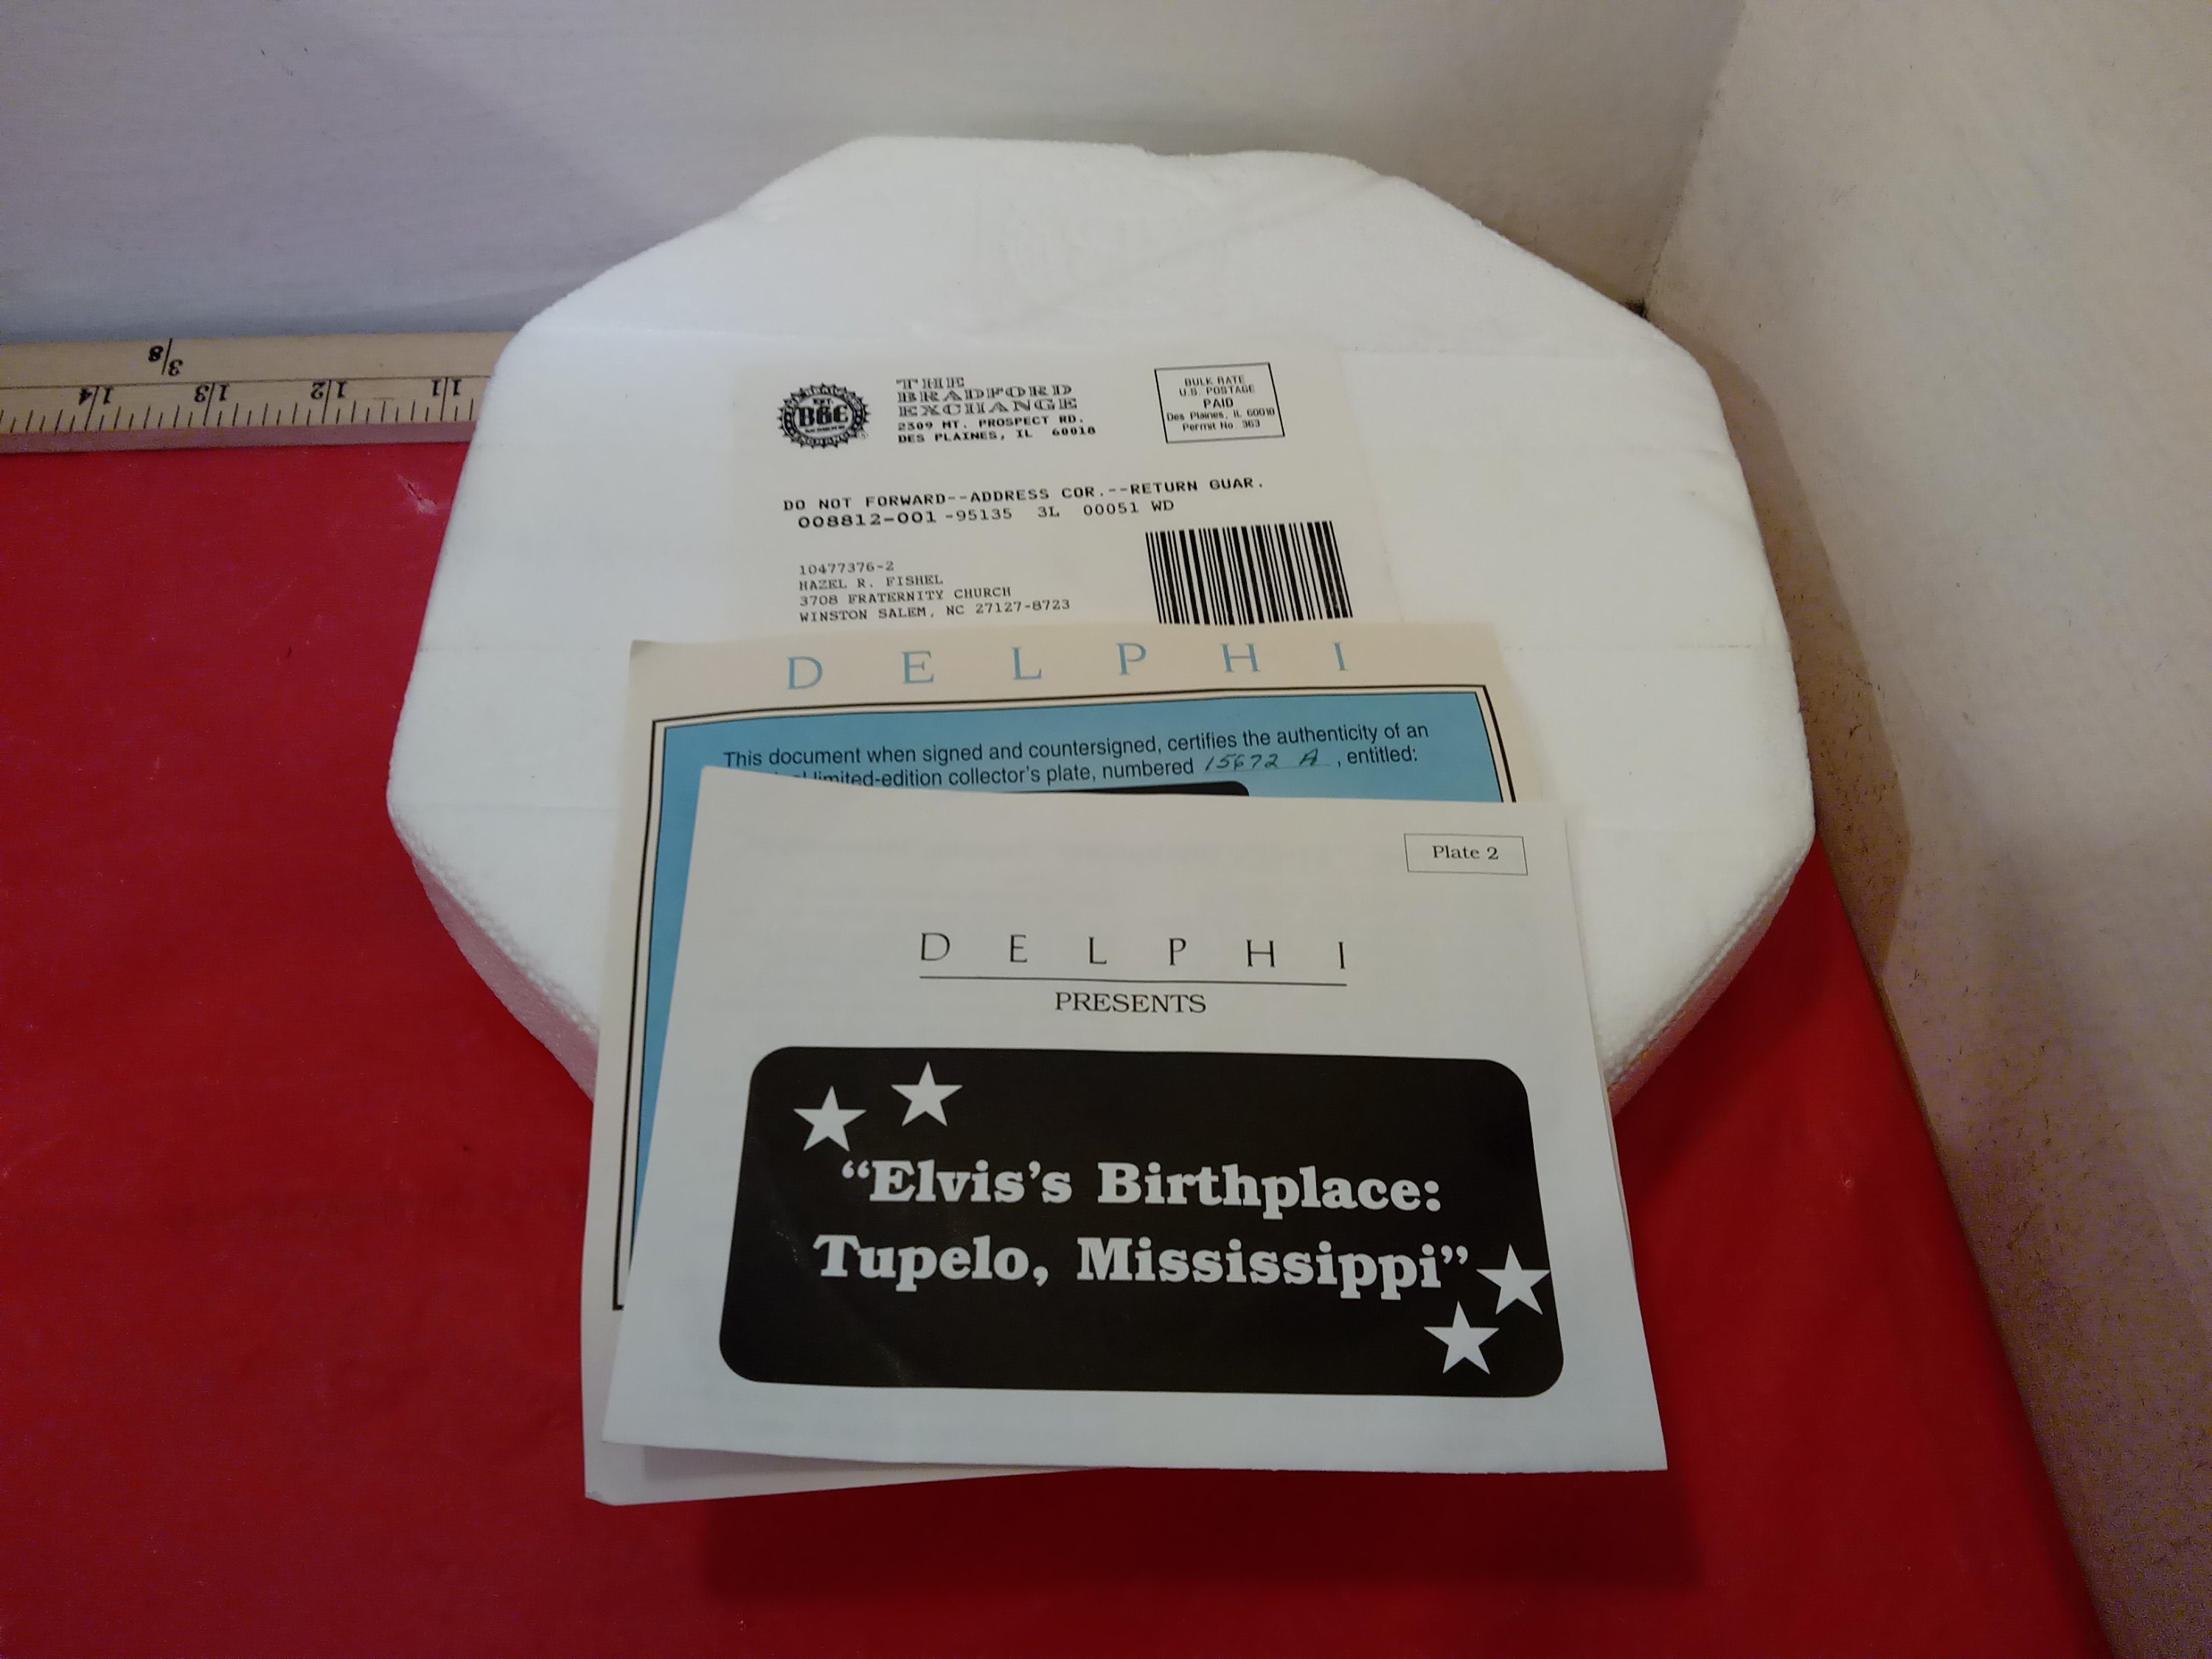 3/8
14 13 12 11
EST.
B&E
THE
BRADFORD
EXCHANGE
2309 MT. PROSPECT RD.
DES PLAINES, IL 60018
BULK RATE
U.S. POSTAGE
PAID
Des Plaines, IL 60018
Permit No. 363
DO NOT FORWARD--ADDRESS COR.--RETURN GUAR.
008812-001-95135 3L 00051 WD
10477376-2
HAZEL R. FISHEL
3708 FRATERNITY CHURCH
WINSTON SALEM, NC 27127-8723
DELPHI
This document when signed and countersigned, certifies the authenticity of an
limited-edition collector's plate, numbered 15672 A, entitled:
Plate 2
DELPHI
PRESENTS
“Elvis’s Birthplace:
Tupelo, Mississippi”